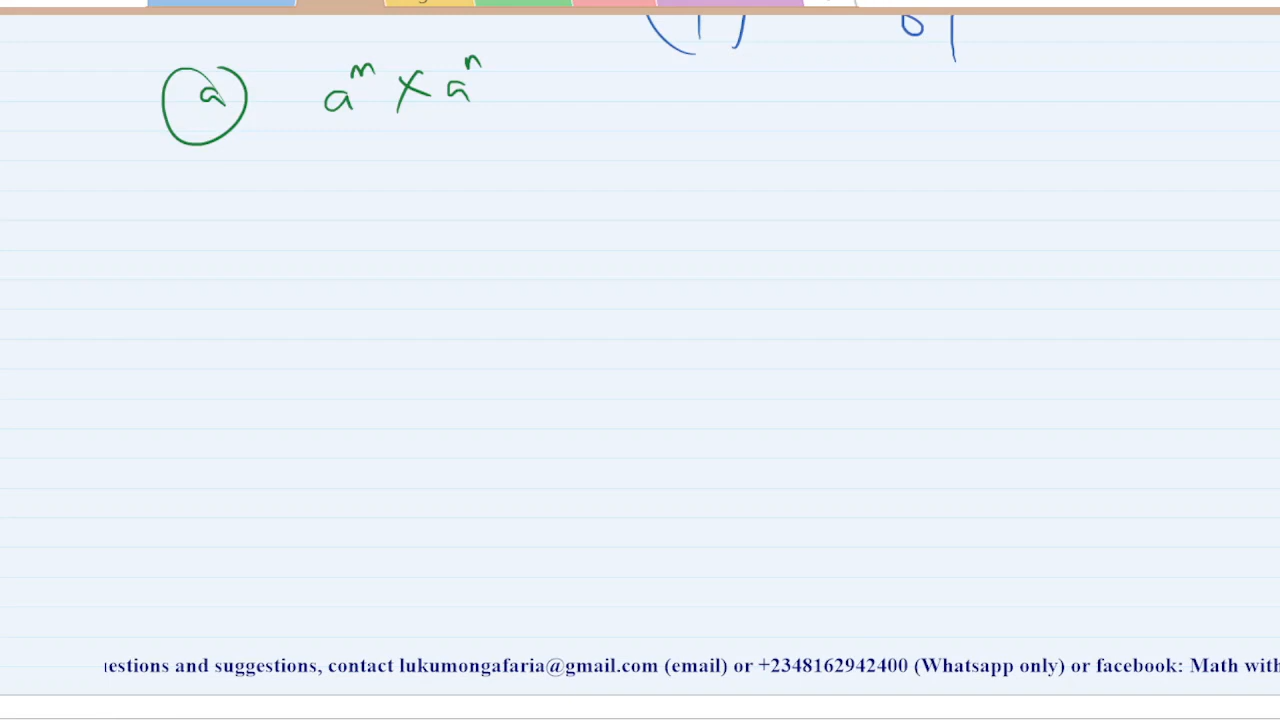 a a^m × a^n
estions and suggestions, contact lukumongafaria@gmail.com (email) or +2348162942400 (Whatsapp only) or facebook: Math with